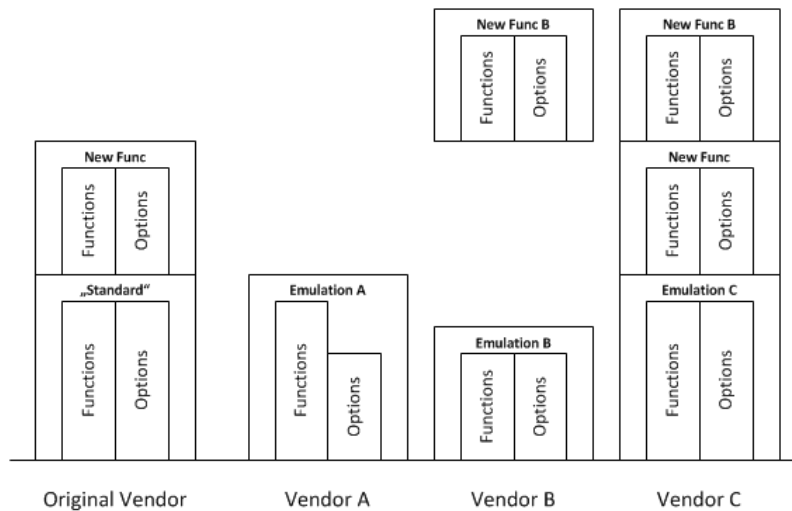 New Func B
Functions
Options
New Func B
Functions
Options
New Func
Functions
Options
New Func
Functions
Options
„Standard“
Functions
Options
Emulation A
Functions
Options
Emulation B
Functions
Options
Emulation C
Functions
Options
Original Vendor
Vendor A
Vendor B
Vendor C